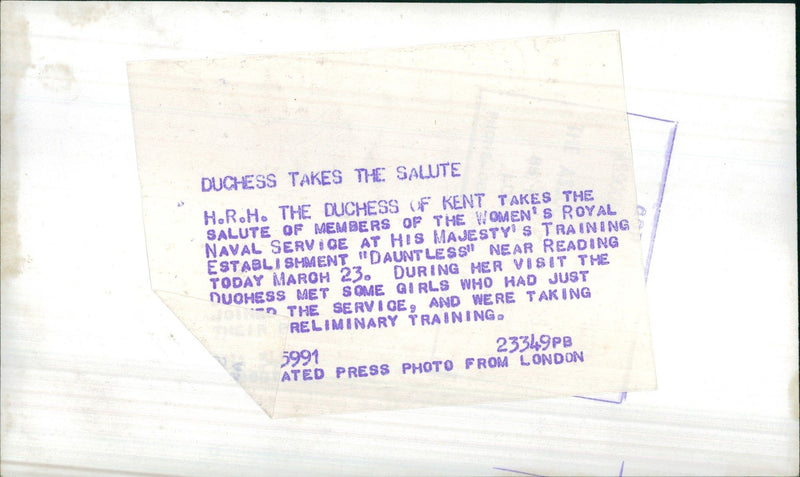 DUCHESS TAKES THE SALUTE
H.R.H. THE DUCHESS OF KENT TAKES THE
SALUTE OF MEMBERS OF THE WOMEN'S ROYAL
NAVAL SERVICE AT HIS MAJESTY'S TRAINING
ESTABLISHMENT "DAUNTLESS" NEAR READING
TODAY MARCH 23. DURING HER VISIT THE
DUCHESS MET SOME GIRLS WHO HAD JUST
THE SERVICE, AND WERE TAKING
RELIMINARY TRAINING.
5991 23349PB
ATED PRESS PHOTO FROM LONDON